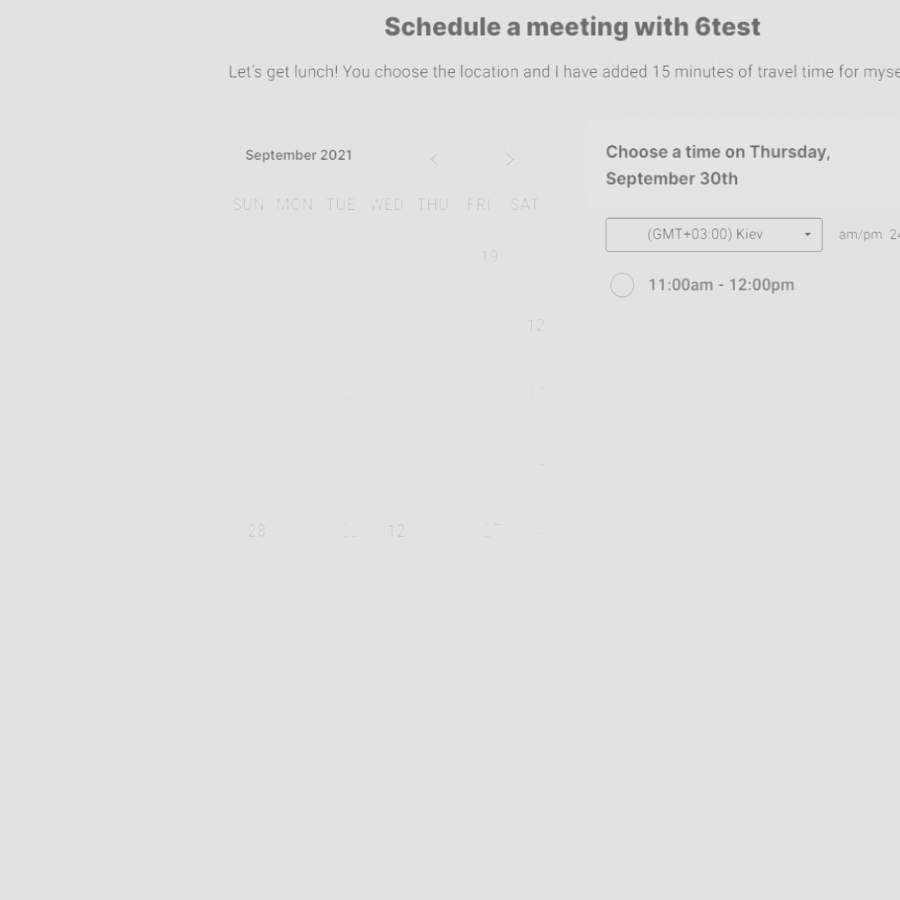 Schedule a meeting with 6test
Let's get lunch! You choose the location and I have added 15 minutes of travel time for myse
September 2021
SUN MON TUE WED THU FRI SAT
19
12
28 12
Choose a time on Thursday,
September 30th
(GMT+03:00) Kiev am/pm 24
11:00am - 12:00pm